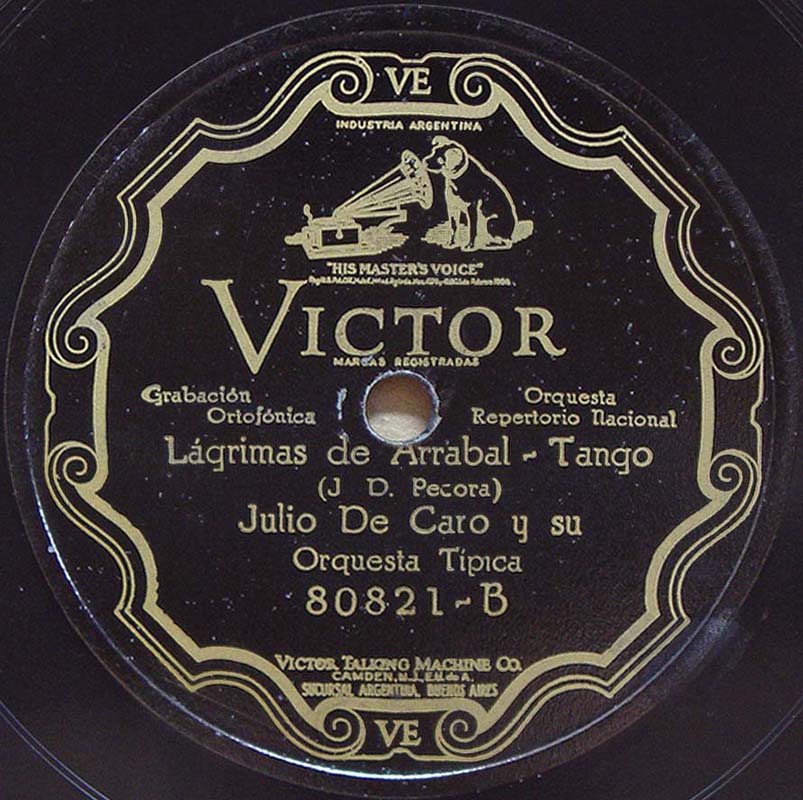 VE
INDUSTRIA ARGENTINA
"HIS MASTER'S VOICE"
VICTOR
MARCAS REGISTRADAS
Grabación Ortofónica
Orquesta Repertorio Nacional
Lágrimas de Arrabal - Tango
(J D. Pecora)
Julio De Caro y su
Orquesta Típica
80821-B
VICTOR TALKING MACHINE CO.
CAMDEN, N.J., E.U. de A.
SUCURSAL ARGENTINA, BUENOS AIRES
VE